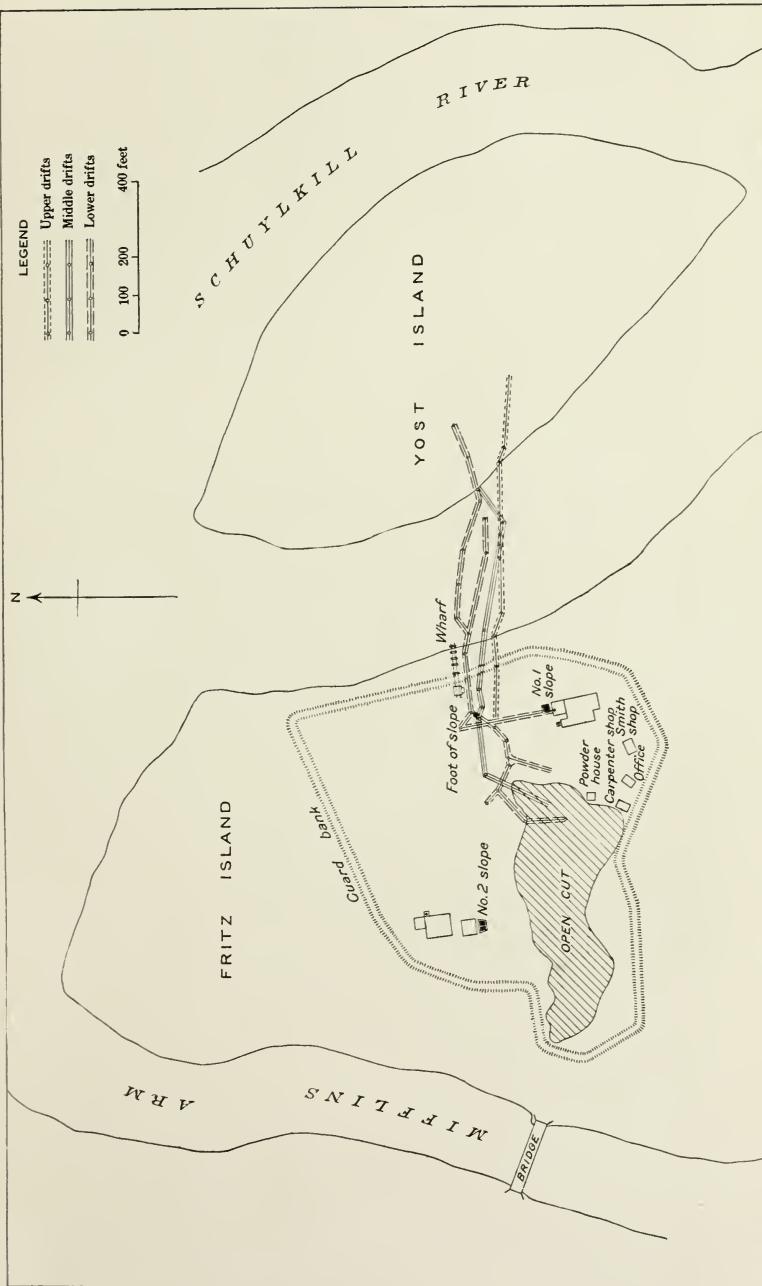 LEGEND
Upper drifts
Middle drifts
Lower drifts
0 100 200 400 feet
N
SCHUYLKILL RIVER
YOST ISLAND
FRITZ ISLAND
Guard bank
Wharf
Foot of slope
No.1
slope
No.2 slope
Powder
house
Carpenter shop
Smith
shop
Office
OPEN CUT
MIFFLINS ARM
BRIDGE